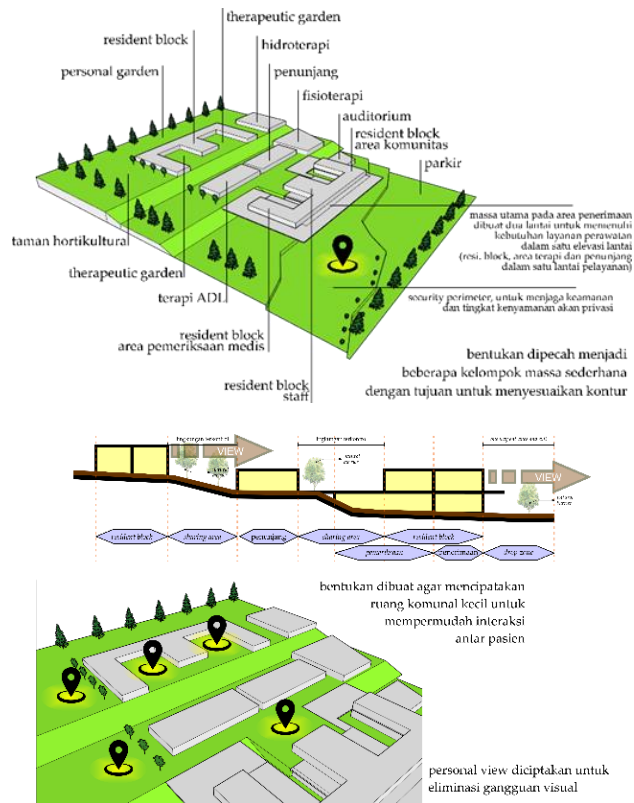 therapeutic garden
resident block
hidroterapi
personal garden
penunjang
fisioterapi
auditorium
resident block
area komunitas
parkir
massa utama pada area penerimaan
dibuat dua lantai untuk memenuhi
kebutuhan layanan perawatan
dalam satu elevasi lantai
(resi. block, area terapi dan penunjang
dalam satu lantai pelayanan)
taman hortikultural
therapeutic garden
terapi ADL
security perimeter, untuk menjaga keamanan
dan tingkat kenyamanan akan privasi
resident block
area pemeriksaan medis
resident block
staff
bentukan dipecah menjadi
beberapa kelompok massa sederhana
dengan tujuan untuk menyesuaikan kontur
VIEW
VIEW
resident block
sharing area
penunjang
sharing area
resident block
pemeriksaan
penerimaan
drop zone
bentukan dibuat agar mencipatakan
ruang komunal kecil untuk
mempermudah interaksi
antar pasien
personal view diciptakan untuk
eliminasi gangguan visual